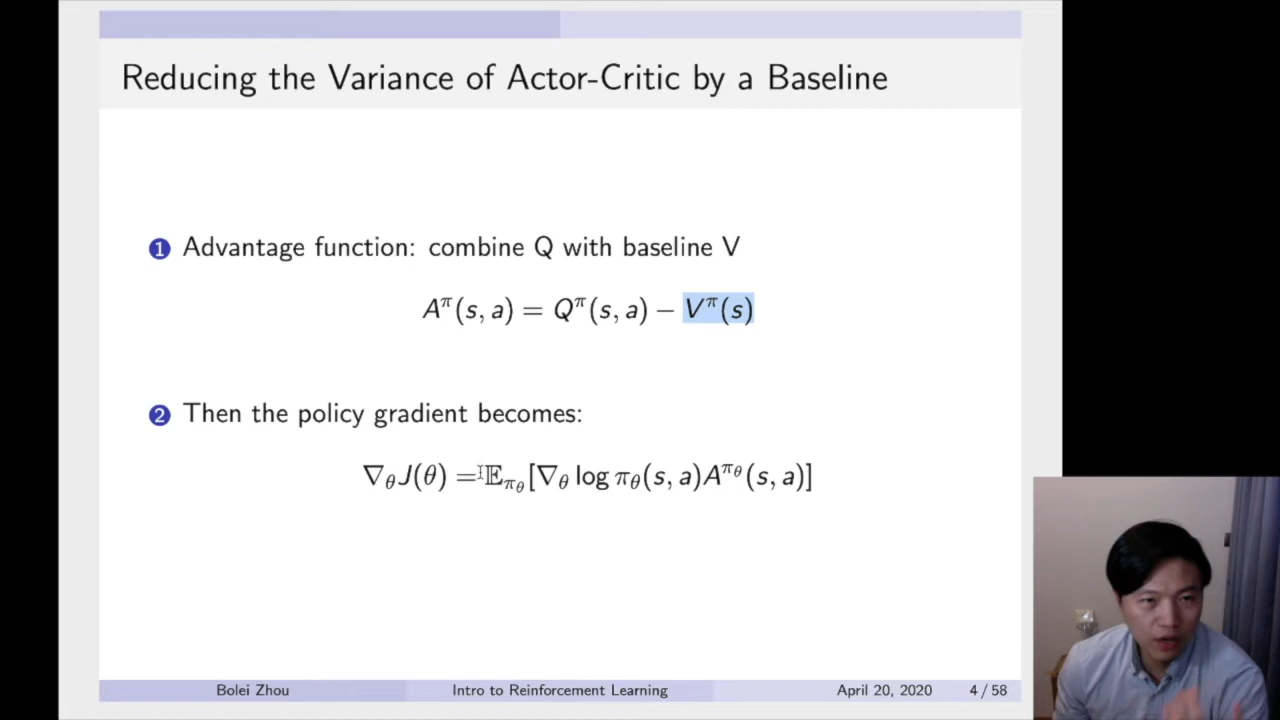 Reducing the Variance of Actor-Critic by a Baseline
1 Advantage function: combine Q with baseline V
A^π(s, a) = Q^π(s, a) − V^π(s)
2 Then the policy gradient becomes:
∇_θ J(θ) = 𝔼_{π_θ}[∇_θ log π_θ(s, a)A^{π_θ}(s, a)]
Bolei Zhou Intro to Reinforcement Learning April 20, 2020 4 / 58